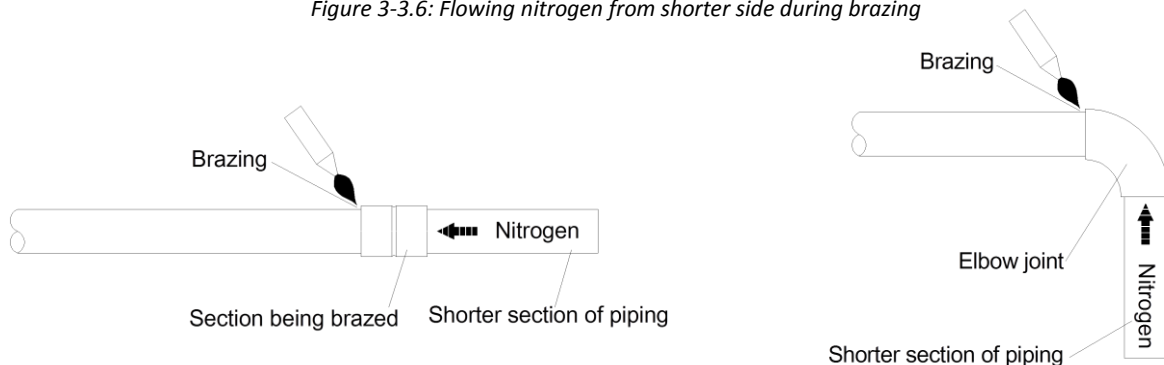 Figure 3-3.6: Flowing nitrogen from shorter side during brazing
Brazing
Nitrogen
Section being brazed
Shorter section of piping
Brazing
Elbow joint
Nitrogen
Shorter section of piping